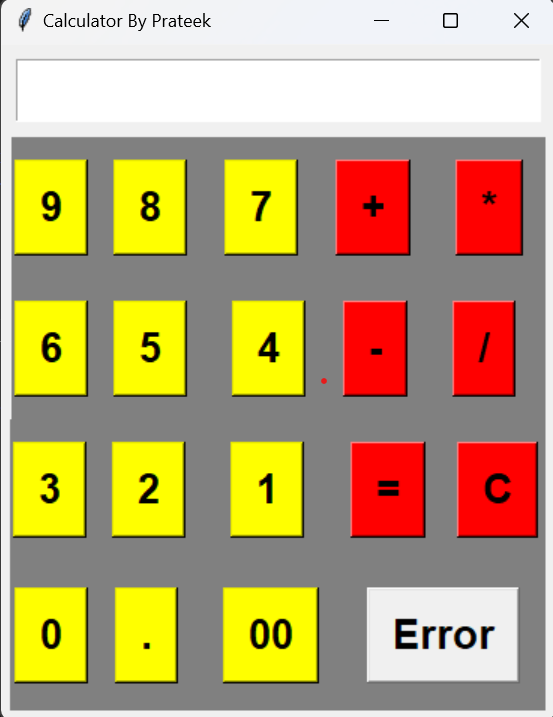 Calculator By Prateek
9 8 7 + *
6 5 4 - /
3 2 1 = C
0 . 00 Error